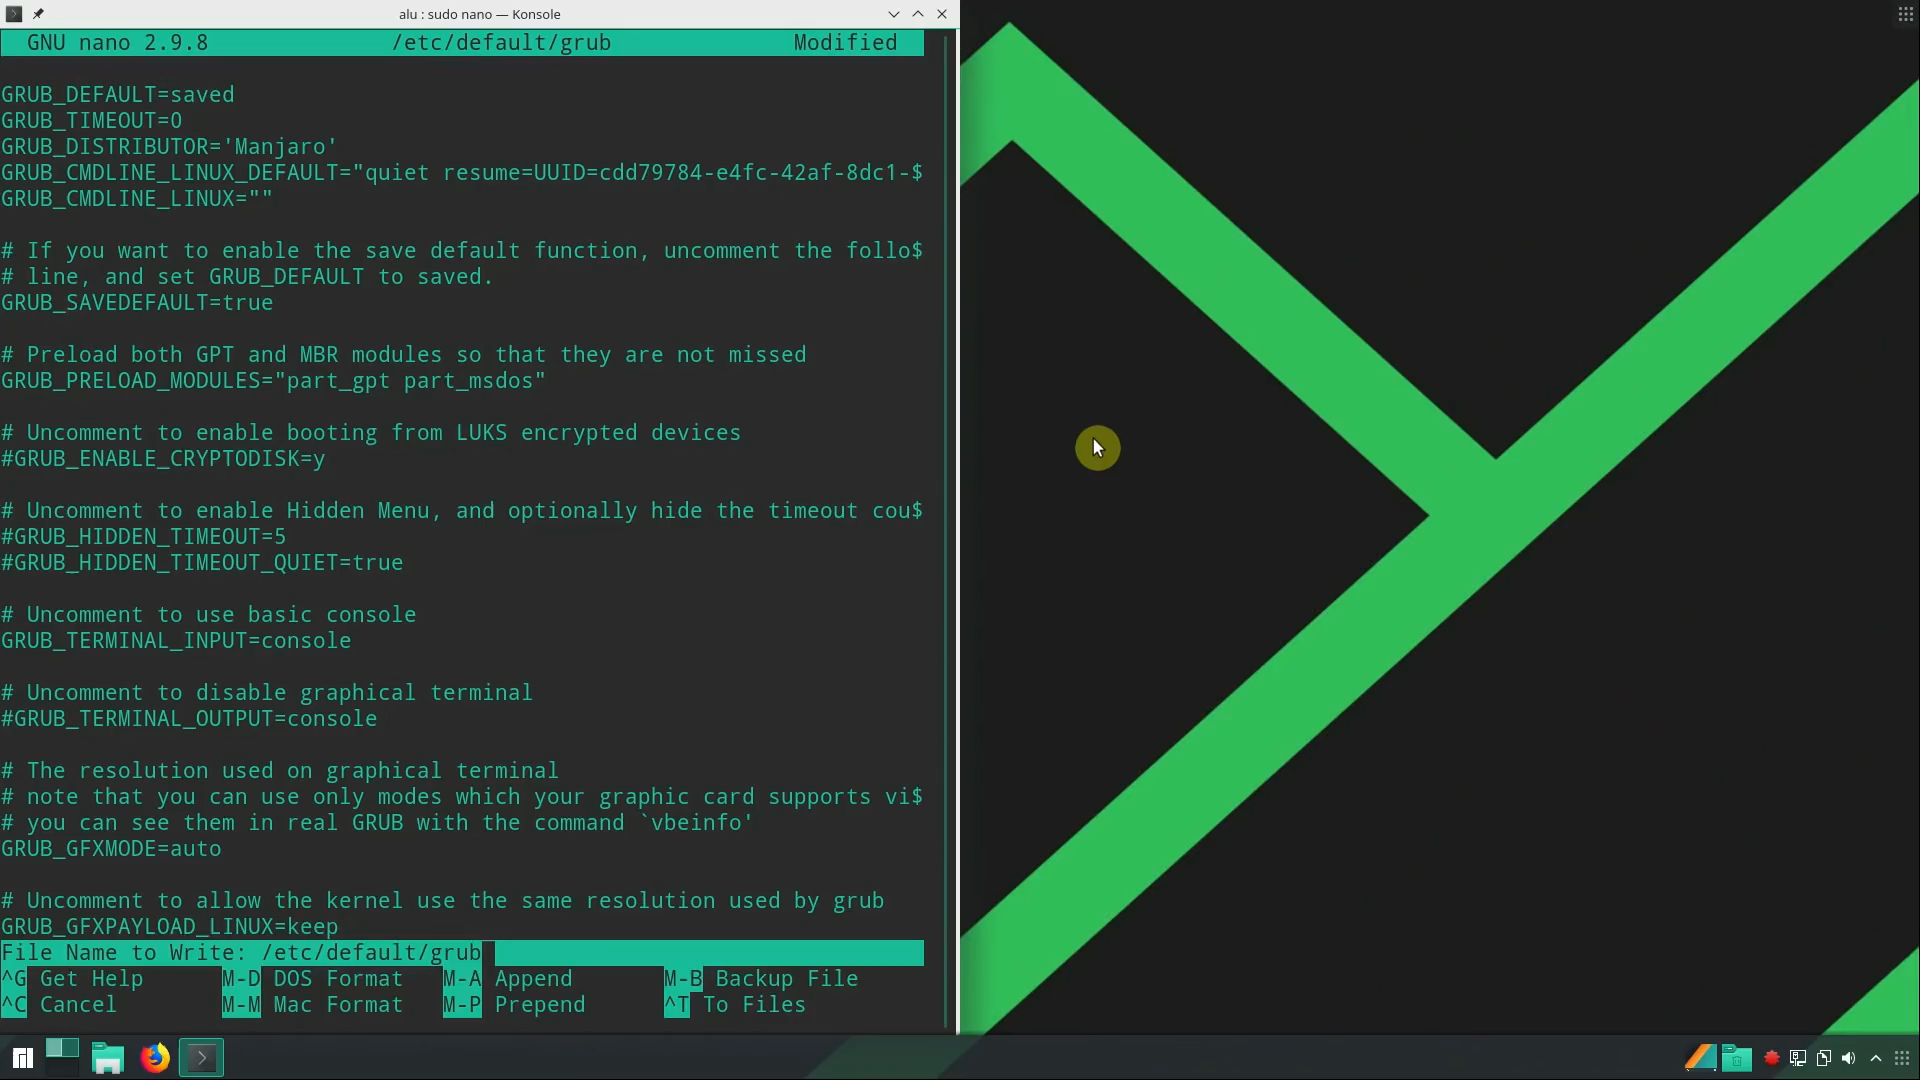 alu : sudo nano — Konsole
GNU nano 2.9.8 /etc/default/grub Modified
GRUB_DEFAULT=saved
GRUB_TIMEOUT=0
GRUB_DISTRIBUTOR='Manjaro'
GRUB_CMDLINE_LINUX_DEFAULT="quiet resume=UUID=cdd79784-e4fc-42af-8dc1-$
GRUB_CMDLINE_LINUX=""
# If you want to enable the save default function, uncomment the follo$
# line, and set GRUB_DEFAULT to saved.
GRUB_SAVEDEFAULT=true
# Preload both GPT and MBR modules so that they are not missed
GRUB_PRELOAD_MODULES="part_gpt part_msdos"
# Uncomment to enable booting from LUKS encrypted devices
#GRUB_ENABLE_CRYPTODISK=y
# Uncomment to enable Hidden Menu, and optionally hide the timeout cou$
#GRUB_HIDDEN_TIMEOUT=5
#GRUB_HIDDEN_TIMEOUT_QUIET=true
# Uncomment to use basic console
GRUB_TERMINAL_INPUT=console
# Uncomment to disable graphical terminal
#GRUB_TERMINAL_OUTPUT=console
# The resolution used on graphical terminal
# note that you can use only modes which your graphic card supports vi$
# you can see them in real GRUB with the command `vbeinfo'
GRUB_GFXMODE=auto
# Uncomment to allow the kernel use the same resolution used by grub
GRUB_GFXPAYLOAD_LINUX=keep
File Name to Write: /etc/default/grub
^G Get Help M-D DOS Format M-A Append M-B Backup File
^C Cancel M-M Mac Format M-P Prepend ^T To Files